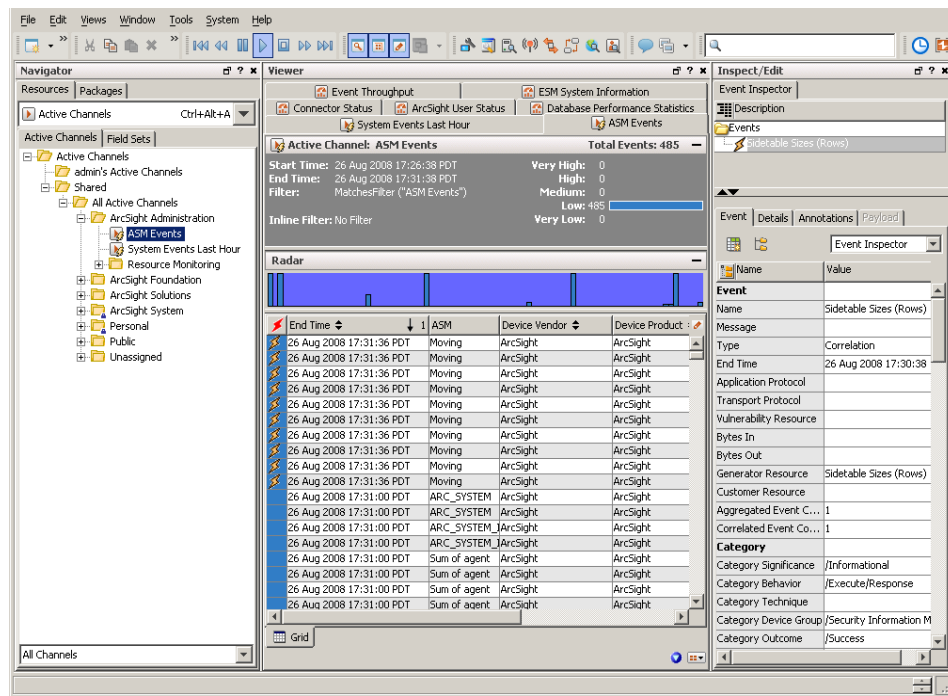 File Edit Views Window Tools System Help
Navigator
Resources Packages
Active Channels Ctrl+Alt+A
Active Channels Field Sets
Active Channels
admin's Active Channels
Shared
All Active Channels
ArcSight Administration
ASM Events
System Events Last Hour
Resource Monitoring
ArcSight Foundation
ArcSight Solutions
ArcSight System
Personal
Public
Unassigned
All Channels
Viewer
Event Throughput ESM System Information
Connector Status ArcSight User Status Database Performance Statistics
System Events Last Hour ASM Events
Active Channel: ASM Events Total Events: 485
Start Time: 26 Aug 2008 17:26:38 PDT Very High: 0
End Time: 26 Aug 2008 17:31:38 PDT High: 0
Filter: MatchesFilter ("ASM Events") Medium: 0
Low: 485
Inline Filter: No Filter Very Low: 0
Radar
End Time 1 ASM Device Vendor Device Product
26 Aug 2008 17:31:36 PDT Moving ArcSight ArcSight
26 Aug 2008 17:31:36 PDT Moving ArcSight ArcSight
26 Aug 2008 17:31:36 PDT Moving ArcSight ArcSight
26 Aug 2008 17:31:36 PDT Moving ArcSight ArcSight
26 Aug 2008 17:31:36 PDT Moving ArcSight ArcSight
26 Aug 2008 17:31:36 PDT Moving ArcSight ArcSight
26 Aug 2008 17:31:36 PDT Moving ArcSight ArcSight
26 Aug 2008 17:31:36 PDT Moving ArcSight ArcSight
26 Aug 2008 17:31:36 PDT Moving ArcSight ArcSight
26 Aug 2008 17:31:36 PDT Moving ArcSight ArcSight
26 Aug 2008 17:31:00 PDT ARC_SYSTEM ArcSight ArcSight
26 Aug 2008 17:31:00 PDT ARC_SYSTEM ArcSight ArcSight
26 Aug 2008 17:31:00 PDT ARC_SYSTEM_I ArcSight ArcSight
26 Aug 2008 17:31:00 PDT ARC_SYSTEM_I ArcSight ArcSight
26 Aug 2008 17:31:00 PDT Sum of agent ArcSight ArcSight
26 Aug 2008 17:31:00 PDT Sum of agent ArcSight ArcSight
26 Aug 2008 17:31:00 PDT Sum of agent ArcSight ArcSight
26 Aug 2008 17:31:00 PDT Sum of agent ArcSight ArcSight
Grid
Inspect/Edit
Event Inspector
Description
Events
Sidetable Sizes (Rows)
Event Details Annotations Payload
Event Inspector
Name Value
Event
Name Sidetable Sizes (Rows)
Message
Type Correlation
End Time 26 Aug 2008 17:30:38
Application Protocol
Transport Protocol
Vulnerability Resource
Bytes In
Bytes Out
Generator Resource Sidetable Sizes (Rows)
Customer Resource
Aggregated Event C... 1
Correlated Event Co... 1
Category
Category Significance /Informational
Category Behavior /Execute/Response
Category Technique
Category Device Group /Security Information M
Category Outcome /Success